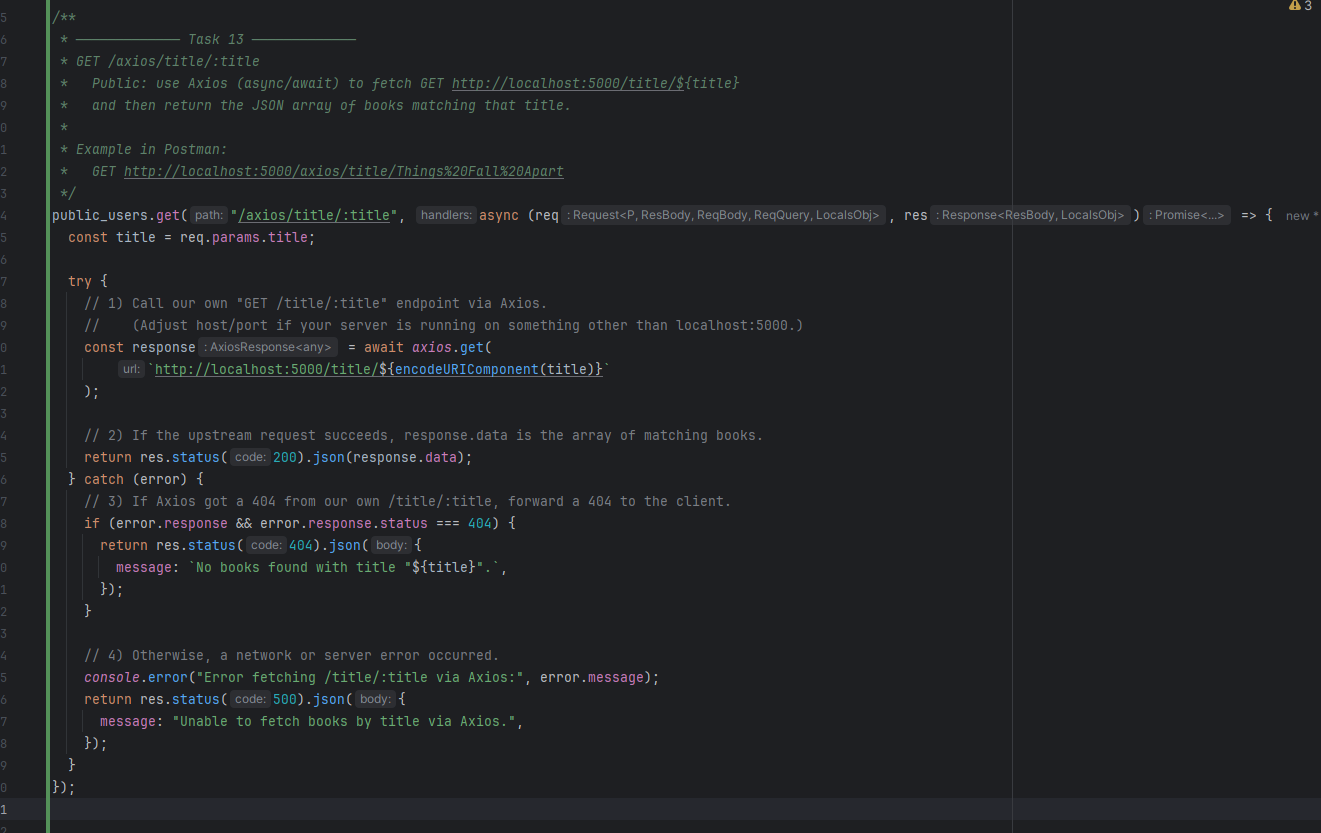 3
5 /**
6 * ————————————— Task 13 —————————————
7 * GET /axios/title/:title
8 *   Public: use Axios (async/await) to fetch GET http://localhost:5000/title/${title}
9 *   and then return the JSON array of books matching that title.
0 *
1 * Example in Postman:
2 *   GET http://localhost:5000/axios/title/Things%20Fall%20Apart
3 */
4 public_users.get( path: "/axios/title/:title", handlers: async (req : Request<P, ResBody, ReqBody, ReqQuery, LocalsObj> , res : Response<ResBody, LocalsObj> ) : Promise<...> => { new *
5   const title = req.params.title;
6
7   try {
8     // 1) Call our own "GET /title/:title" endpoint via Axios.
9     //    (Adjust host/port if your server is running on something other than localhost:5000.)
0     const response : AxiosResponse<any> = await axios.get(
1         url: `http://localhost:5000/title/${encodeURIComponent(title)}`
2     );
3
4     // 2) If the upstream request succeeds, response.data is the array of matching books.
5     return res.status( code: 200).json(response.data);
6   } catch (error) {
7     // 3) If Axios got a 404 from our own /title/:title, forward a 404 to the client.
8     if (error.response && error.response.status === 404) {
9       return res.status( code: 404).json( body: {
0         message: `No books found with title "${title}".`,
1       });
2     }
3
4     // 4) Otherwise, a network or server error occurred.
5     console.error("Error fetching /title/:title via Axios:", error.message);
6     return res.status( code: 500).json( body: {
7       message: "Unable to fetch books by title via Axios.",
8     });
9   }
0 });
1
2